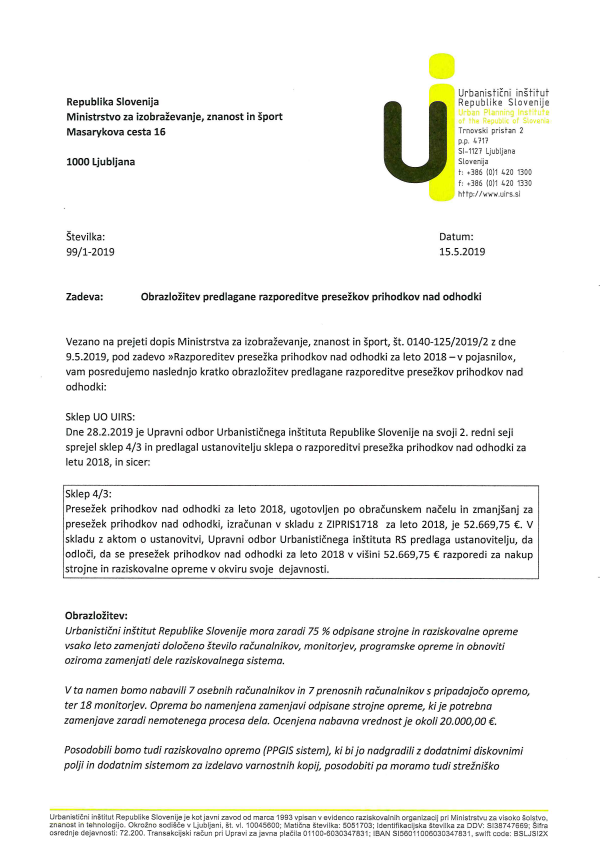 Republika Slovenija
Ministrstvo za izobraževanje, znanost in šport
Masarykova cesta 16
1000 Ljubljana
ui
Urbanistični inštitut
Republike Slovenije
Urban Planning Institute
of the Republic of Slovenia
Trnovski pristan 2
p.p. 4717
SI-1127 Ljubljana
Slovenija
t: +386 (0)1 420 1300
f: +386 (0)1 420 1330
http://www.uirs.si
Številka:
99/1-2019
Datum:
15.5.2019
Zadeva: Obrazložitev predlagane razporeditve presežkov prihodkov nad odhodki
Vezano na prejeti dopis Ministrstva za izobraževanje, znanost in šport, št. 0140-125/2019/2 z dne
9.5.2019, pod zadevo »Razporeditev presežka prihodkov nad odhodki za leto 2018 – v pojasnilo«,
vam posredujemo naslednjo kratko obrazložitev predlagane razporeditve presežkov prihodkov nad
odhodki:
Sklep UO UIRS:
Dne 28.2.2019 je Upravni odbor Urbanističnega inštituta Republike Slovenije na svoji 2. redni seji
sprejel sklep 4/3 in predlagal ustanovitelju sklepa o razporeditvi presežka prihodkov nad odhodki za
letu 2018, in sicer:
Sklep 4/3:
Presežek prihodkov nad odhodki za leto 2018, ugotovljen po obračunskem načelu in zmanjšanj za
presežek prihodkov nad odhodki, izračunan v skladu z ZIPRIS1718 za leto 2018, je 52.669,75 €. V
skladu z aktom o ustanovitvi, Upravni odbor Urbanističnega inštituta RS predlaga ustanovitelju, da
odloči, da se presežek prihodkov nad odhodki za leto 2018 v višini 52.669,75 € razporedi za nakup
strojne in raziskovalne opreme v okviru svoje dejavnosti.
Obrazložitev:
Urbanistični inštitut Republike Slovenije mora zaradi 75 % odpisane strojne in raziskovalne opreme
vsako leto zamenjati določeno število računalnikov, monitorjev, programske opreme in obnoviti
oziroma zamenjati dele raziskovalnega sistema.
V ta namen bomo nabavili 7 osebnih računalnikov in 7 prenosnih računalnikov s pripadajočo opremo,
ter 18 monitorjev. Oprema bo namenjena zamenjavi odpisane strojne opreme, ki je potrebna
zamenjave zaradi nemotenega procesa dela. Ocenjena nabavna vrednost je okoli 20.000,00 €.
Posodobili bomo tudi raziskovalno opremo (PPGIS sistem), ki bi jo nadgradili z dodatnimi diskovnimi
polji in dodatnim sistemom za izdelavo varnostnih kopij, posodobiti pa moramo tudi strežniško
Urbanistični inštitut Republike Slovenije je kot javni zavod od marca 1993 vpisan v evidenco raziskovalnih organizacij pri Ministrstvu za visoko šolstvo,
znanost in tehnologijo. Okrožno sodišče v Ljubljani, št. vl. 10045600; Matična številka: 5051703; Identifikacijska številka za DDV: SI38747669; Šifra
osrednje dejavnosti: 72.200. Transakcijski račun pri Upravi za javna plačila 01100-6030347831; IBAN SI56011006030347831, swift code: BSLJSI2X